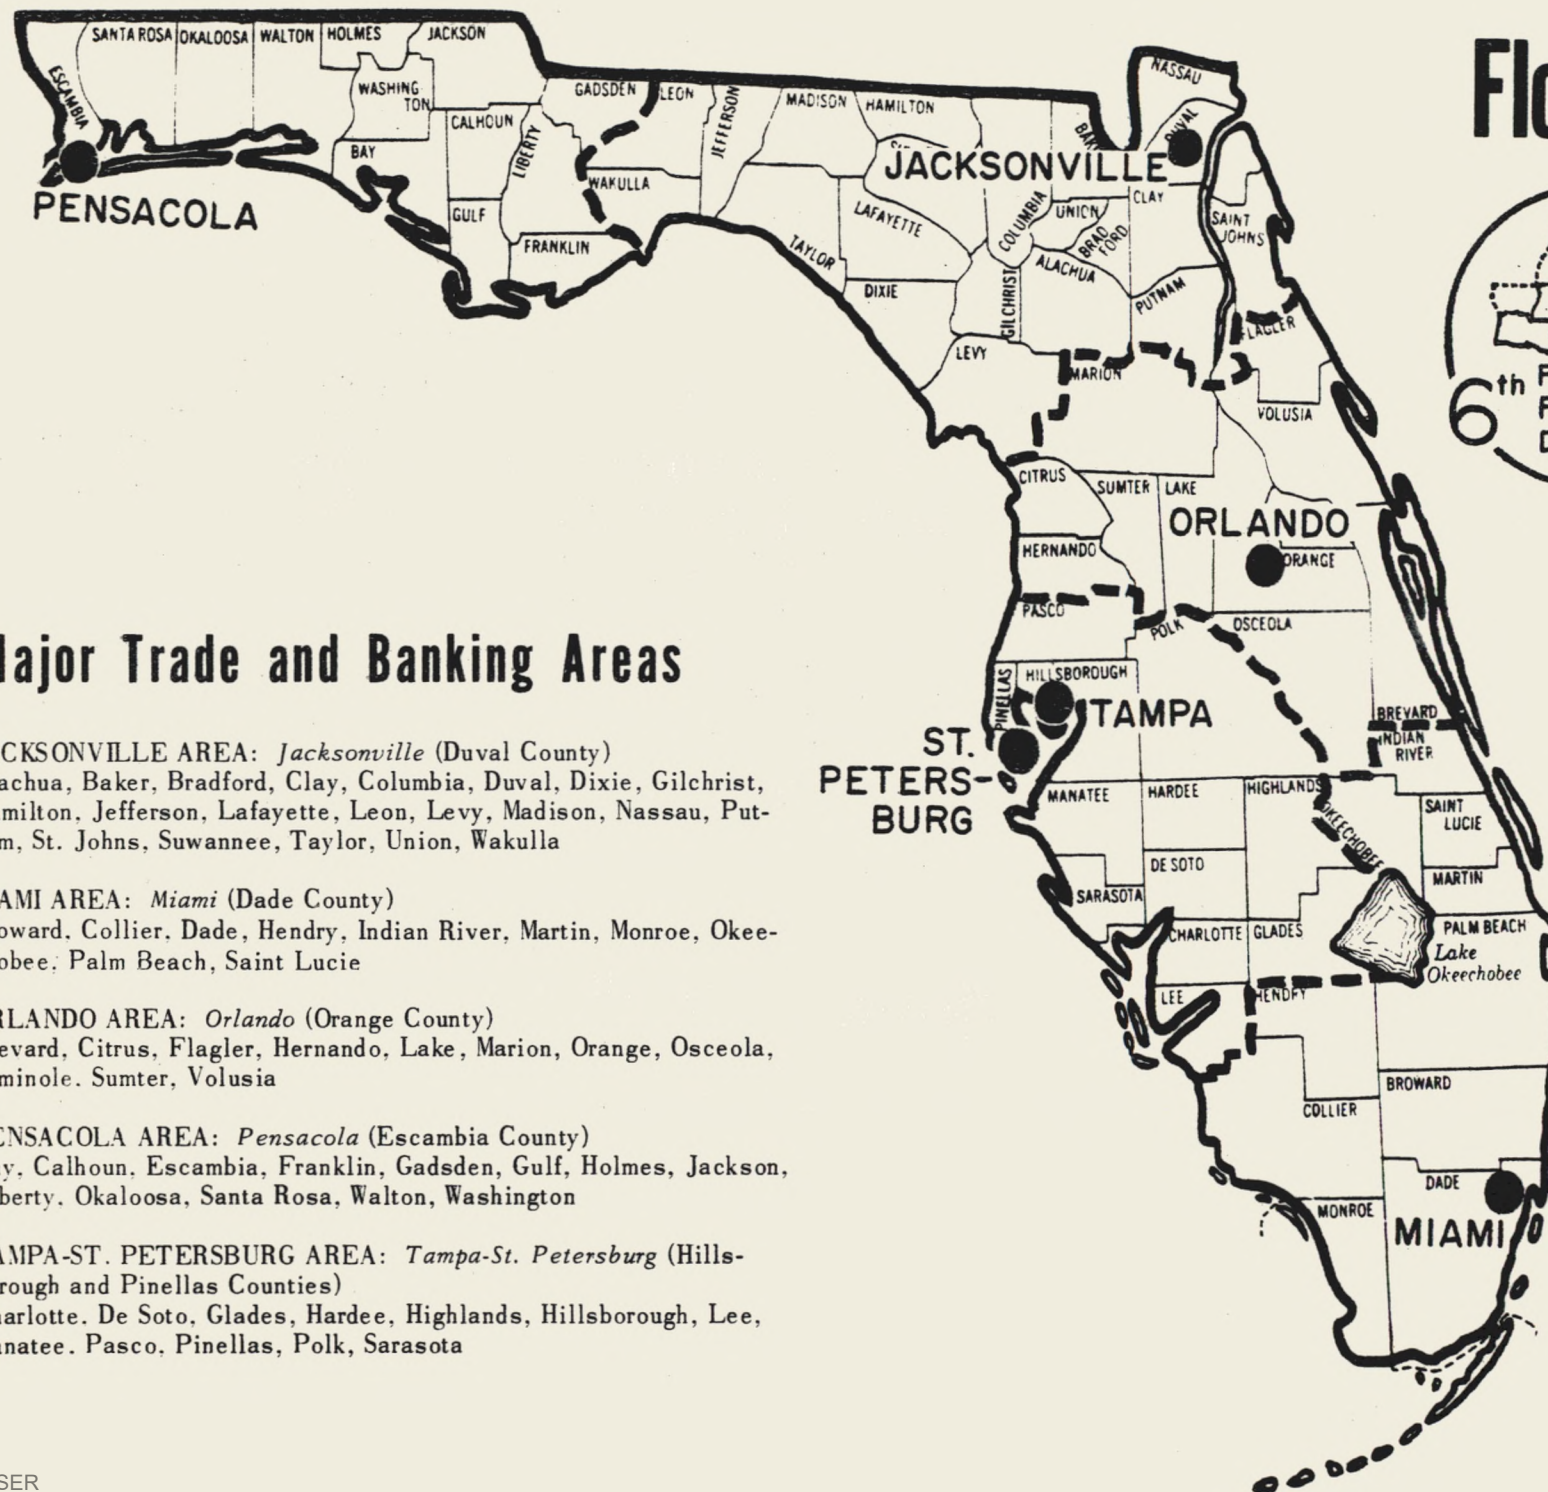 SANTA ROSA
OKALOOSA
WALTON
HOLMES
JACKSON
ESCAMBIA
WASHING
TON
BAY
CALHOUN
GULF
LIBERTY
FRANKLIN
GADSDEN
LEON
WAKULLA
JEFFERSON
MADISON
HAMILTON
TAYLOR
LAFAYETTE
DIXIE
COLUMBIA
GILCHRIST
UNION
BRAD
FORD
ALACHUA
LEVY
NASSAU
DUVAL
CLAY
SAINT
JOHNS
PUTNAM
PENSACOLA
JACKSONVILLE
Flo
6th
MARION
VOLUSIA
CITRUS
SUMTER
LAKE
ORLANDO
HERNANDO
ORANGE
PASCO
POLK
OSCEOLA
PINELLAS
HILLSBOROUGH
TAMPA
ST.
PETERS-
BURG
BREVARD
INDIAN
RIVER
MANATEE
HARDEE
HIGHLANDS
OKEECHOBEE
SAINT
LUCIE
DE SOTO
MARTIN
SARASOTA
CHARLOTTE
GLADES
PALM BEACH
Lake
Okeechobee
LEE
HENDRY
BROWARD
COLLIER
DADE
MONROE
MIAMI
ajor Trade and Banking Areas
CKSONVILLE AREA: Jacksonville (Duval County)
achua, Baker, Bradford, Clay, Columbia, Duval, Dixie, Gilchrist,
milton, Jefferson, Lafayette, Leon, Levy, Madison, Nassau, Put-
m, St. Johns, Suwannee, Taylor, Union, Wakulla
AMI AREA: Miami (Dade County)
oward, Collier, Dade, Hendry, Indian River, Martin, Monroe, Okee-
obee, Palm Beach, Saint Lucie
RLANDO AREA: Orlando (Orange County)
evard, Citrus, Flagler, Hernando, Lake, Marion, Orange, Osceola,
minole. Sumter, Volusia
ENSACOLA AREA: Pensacola (Escambia County)
y, Calhoun, Escambia, Franklin, Gadsden, Gulf, Holmes, Jackson,
berty, Okaloosa, Santa Rosa, Walton, Washington
AMPA-ST. PETERSBURG AREA: Tampa-St. Petersburg (Hills-
rough and Pinellas Counties)
arlotte. De Soto, Glades, Hardee, Highlands, Hillsborough, Lee,
natee. Pasco, Pinellas, Polk, Sarasota
SER